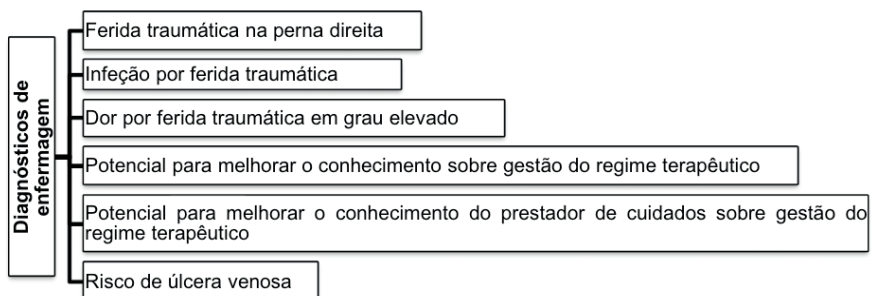 Diagnósticos de
enfermagem
Ferida traumática na perna direita
Infeção por ferida traumática
Dor por ferida traumática em grau elevado
Potencial para melhorar o conhecimento sobre gestão do regime terapêutico
Potencial para melhorar o conhecimento do prestador de cuidados sobre gestão do
regime terapêutico
Risco de úlcera venosa